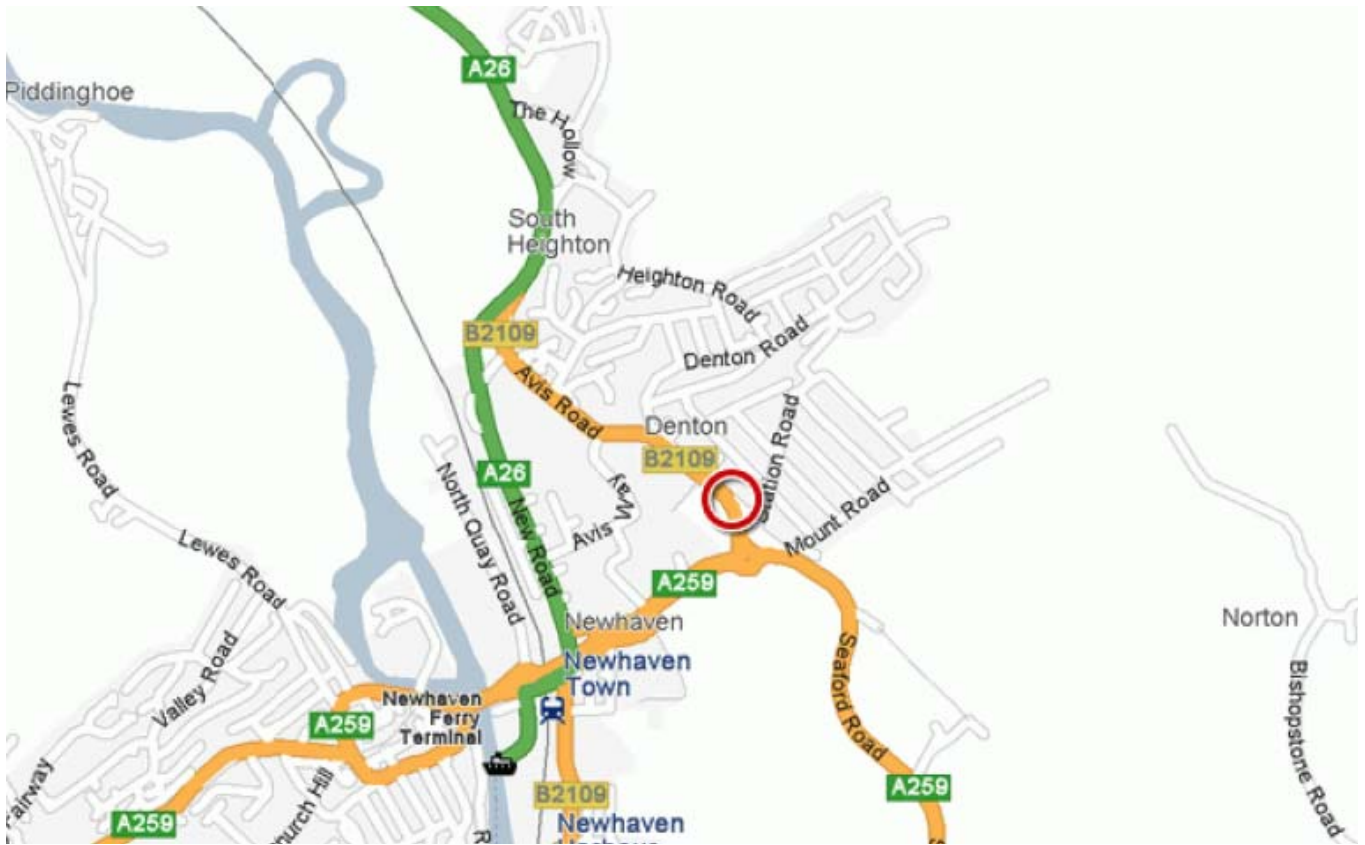 A26
Piddinghoe
The Hollow
South
Heighton
Heighton Road
B2109
Denton Road
Avis Road
Lewes Road
Denton
Station Road
B2109
A26
North Quay Road
New Road
Avis
Way
Mount Road
Lewes Road
A259
Newhaven
Norton
Newhaven
Town
Valley Road
Newhaven
Ferry
Terminal
Seaford Road
Bishopstone Road
A259
A259
B2109
Fairway
Church Hill
A259
Newhaven
Harbour